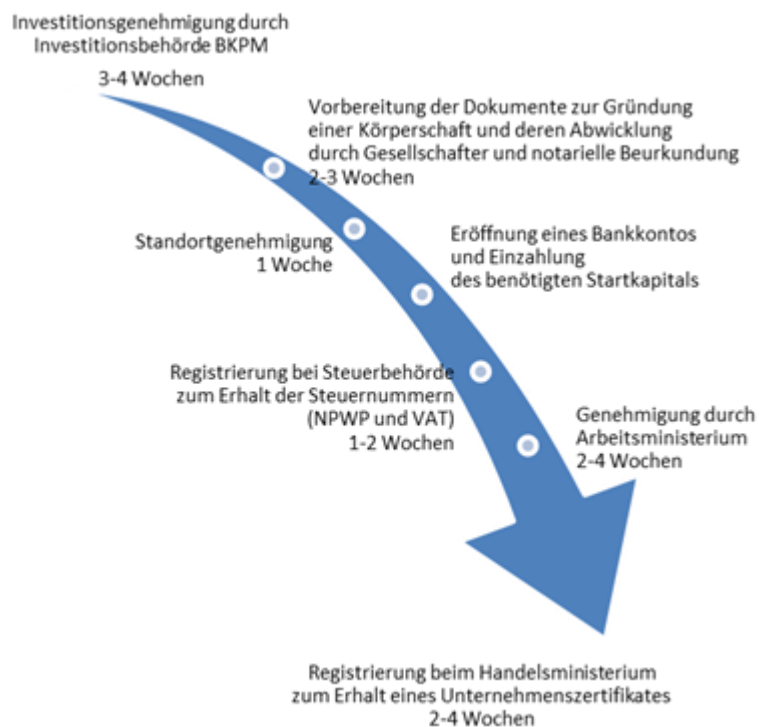 Investitionsgenehmigung durch
Investitionsbehörde BKPM
3-4 Wochen
Vorbereitung der Dokumente zur Gründung
einer Körperschaft und deren Abwicklung
durch Gesellschafter und notarielle Beurkundung
2-3 Wochen
Standortgenehmigung
1 Woche
Eröffnung eines Bankkontos
und Einzahlung
des benötigten Startkapitals
Registrierung bei Steuerbehörde
zum Erhalt der Steuernummern
(NPWP und VAT)
1-2 Wochen
Genehmigung durch
Arbeitsministerium
2-4 Wochen
Registrierung beim Handelsministerium
zum Erhalt eines Unternehmenszertifikates
2-4 Wochen